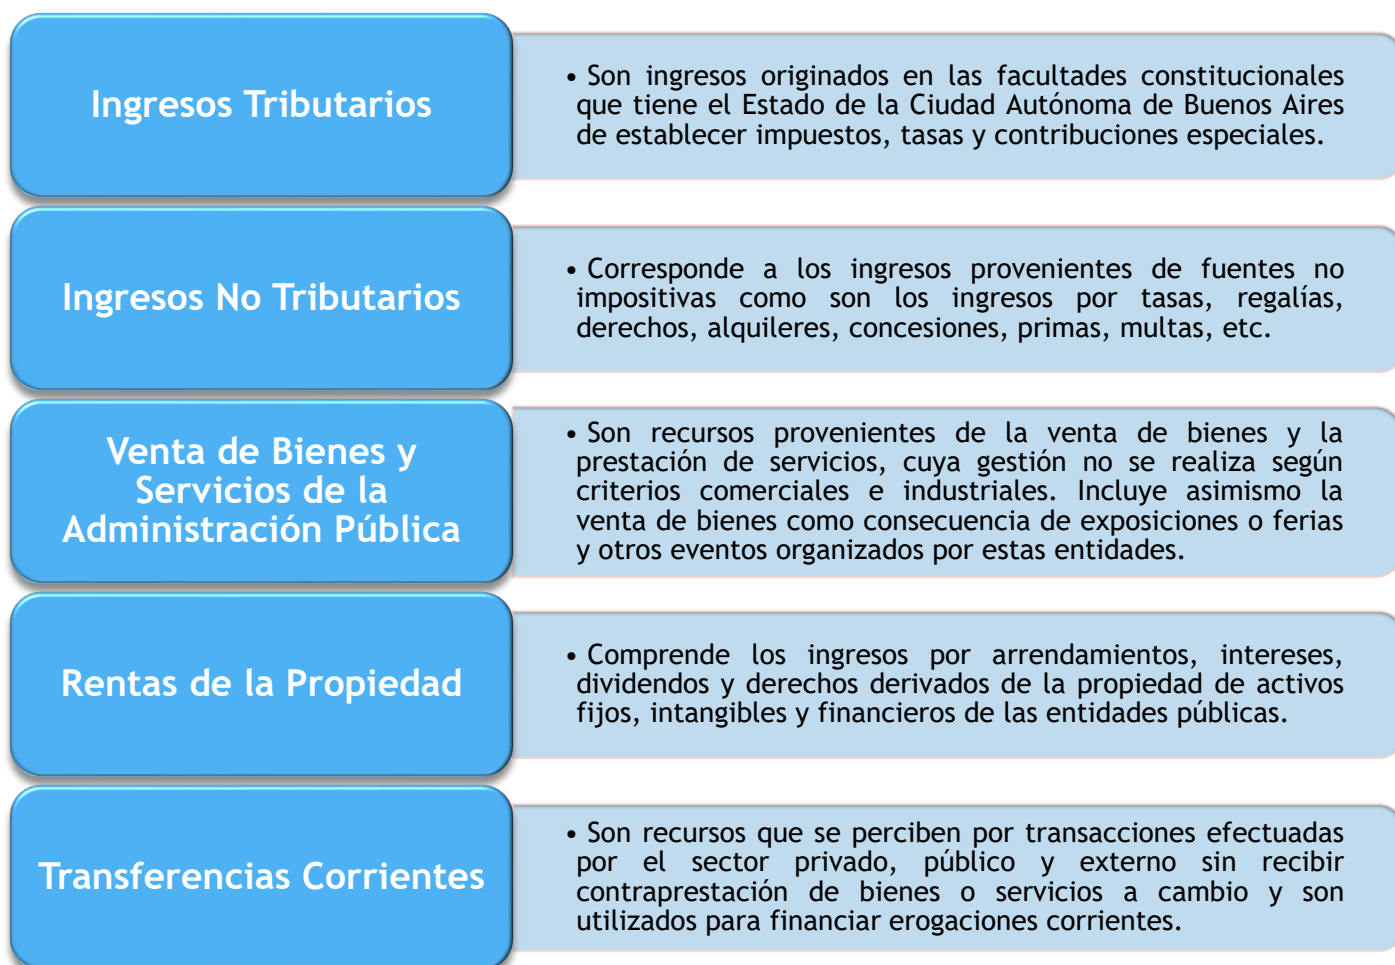 Ingresos Tributarios
• Son ingresos originados en las facultades constitucionales
que tiene el Estado de la Ciudad Autónoma de Buenos Aires
de establecer impuestos, tasas y contribuciones especiales.
Ingresos No Tributarios
• Corresponde a los ingresos provenientes de fuentes no
impositivas como son los ingresos por tasas, regalías,
derechos, alquileres, concesiones, primas, multas, etc.
Venta de Bienes y
Servicios de la
Administración Pública
• Son recursos provenientes de la venta de bienes y la
prestación de servicios, cuya gestión no se realiza según
criterios comerciales e industriales. Incluye asimismo la
venta de bienes como consecuencia de exposiciones o ferias
y otros eventos organizados por estas entidades.
Rentas de la Propiedad
• Comprende los ingresos por arrendamientos, intereses,
dividendos y derechos derivados de la propiedad de activos
fijos, intangibles y financieros de las entidades públicas.
Transferencias Corrientes
• Son recursos que se perciben por transacciones efectuadas
por el sector privado, público y externo sin recibir
contraprestación de bienes o servicios a cambio y son
utilizados para financiar erogaciones corrientes.